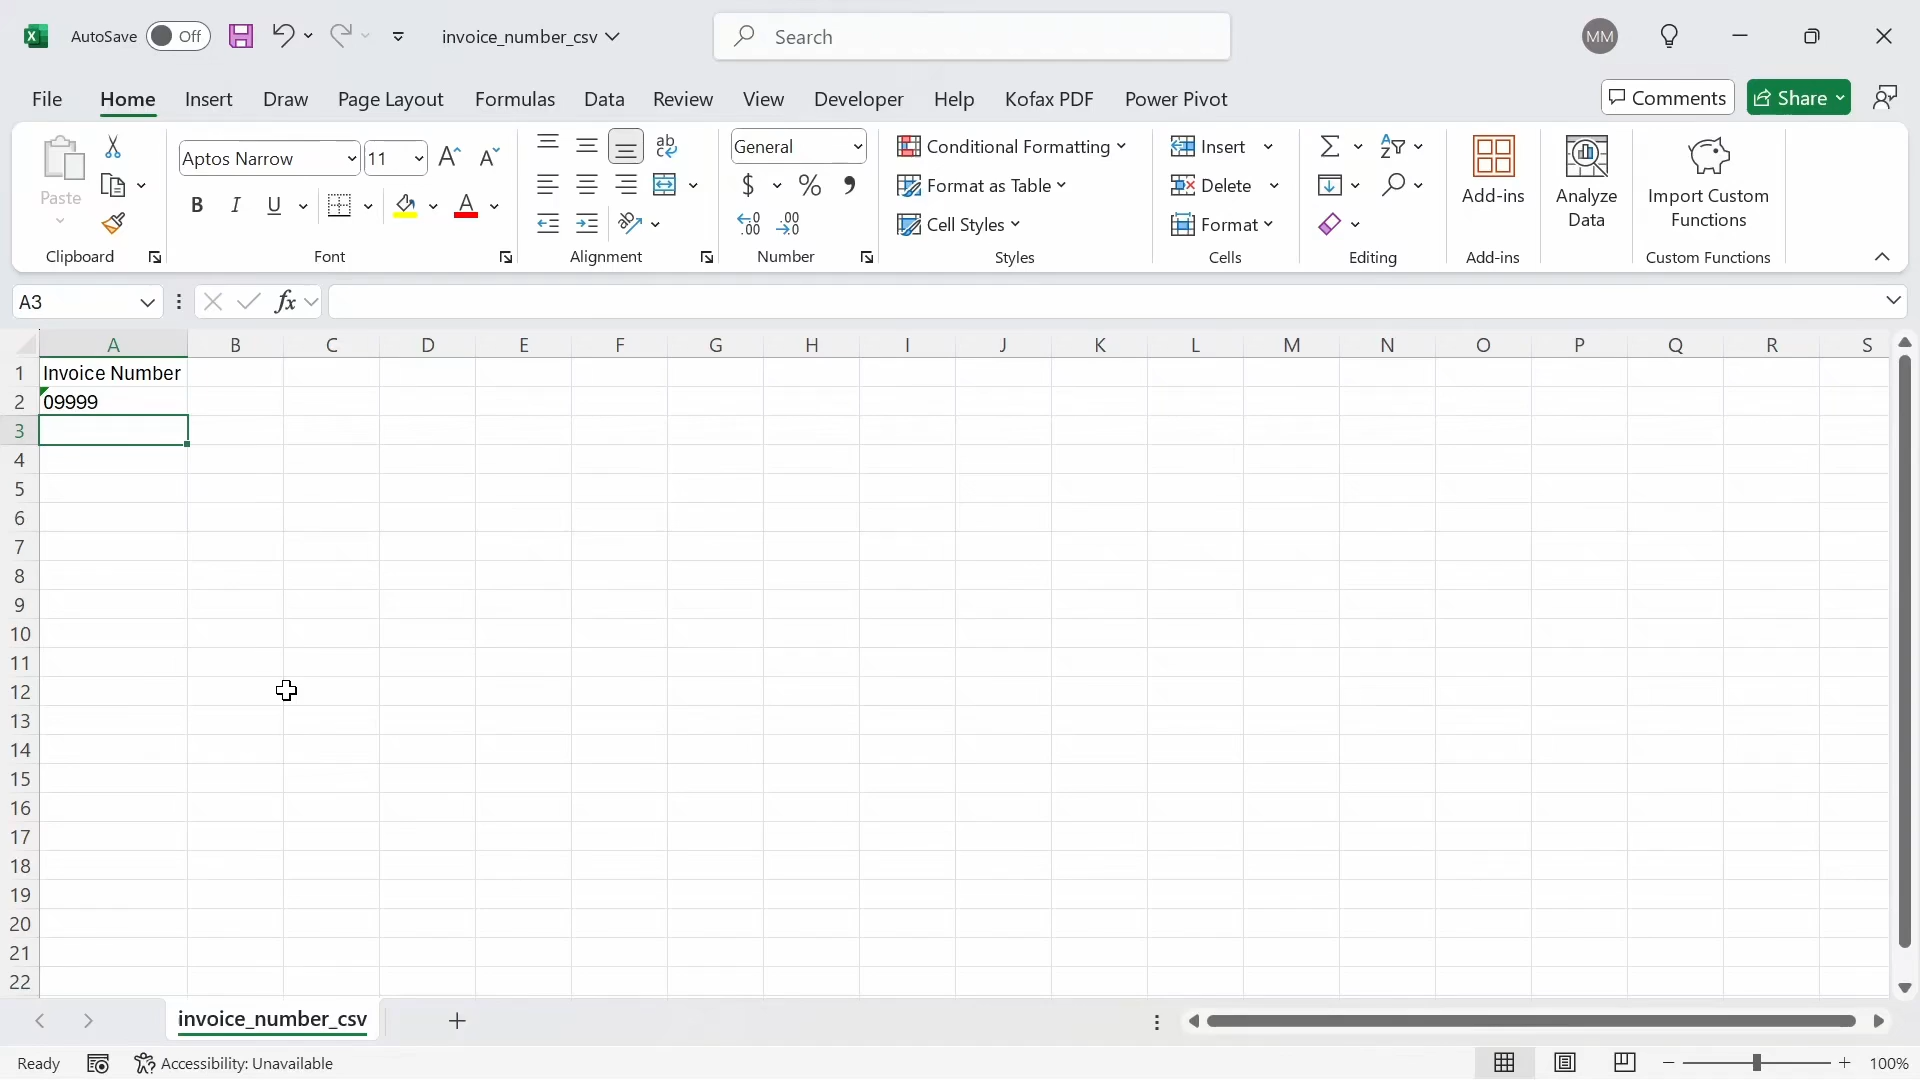 AutoSave Off invoice_number_csv Search MM
File Home Insert Draw Page Layout Formulas Data Review View Developer Help Kofax PDF Power Pivot Comments Share
Paste
Clipboard
Aptos Narrow 11
B I U A
Font
ab
Alignment
General
$ % 9
.0 .00
Number
Conditional Formatting
Format as Table
Cell Styles
Styles
Insert
Delete
Format
Cells
Editing
Add-ins
Add-ins
Analyze
Data
Import Custom
Functions
Custom Functions
A3 fx
A B C D E F G H I J K L M N O P Q R S
1 Invoice Number
2 09999
3
4
5
6
7
8
9
10
11
12
13
14
15
16
17
18
19
20
21
22
invoice_number_csv
Ready Accessibility: Unavailable 100%